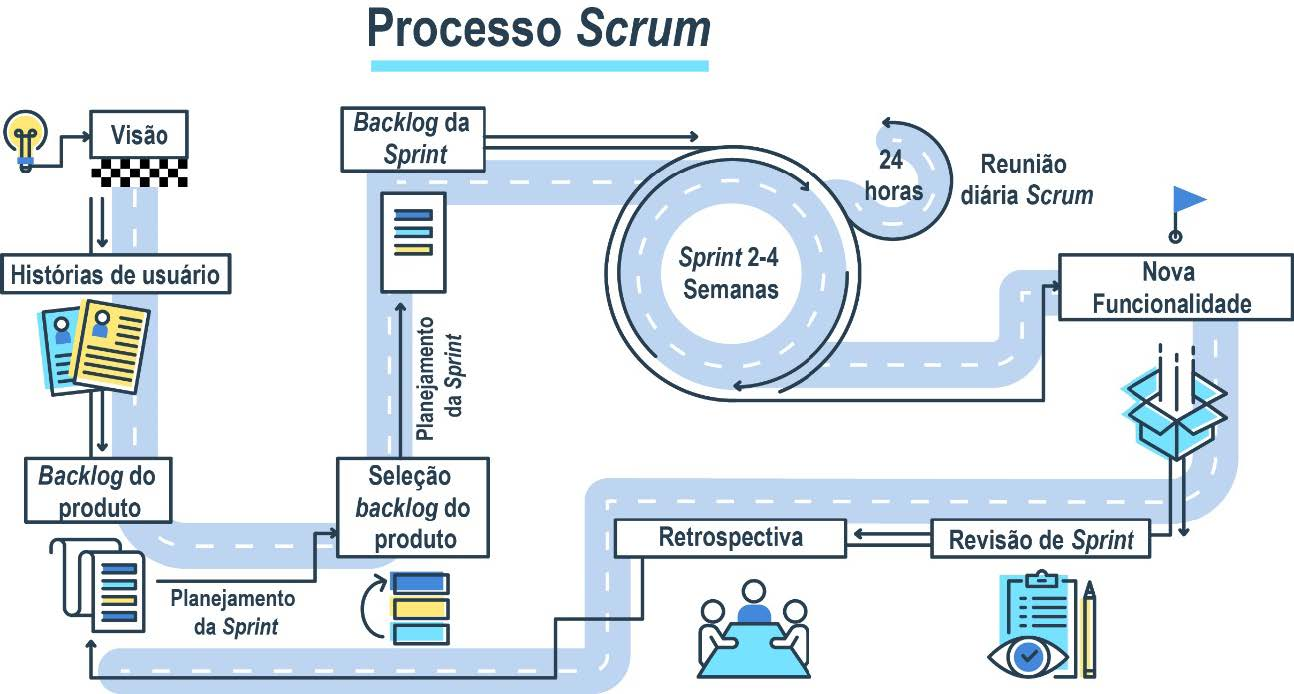 Processo Scrum
Visão
Histórias de usuário
Backlog do
produto
Planejamento
da Sprint
Seleção
backlog do
produto
Planejamento
da Sprint
Backlog da
Sprint
Sprint 2-4
Semanas
24
horas
Reunião
diária Scrum
Nova
Funcionalidade
Revisão de Sprint
Retrospectiva